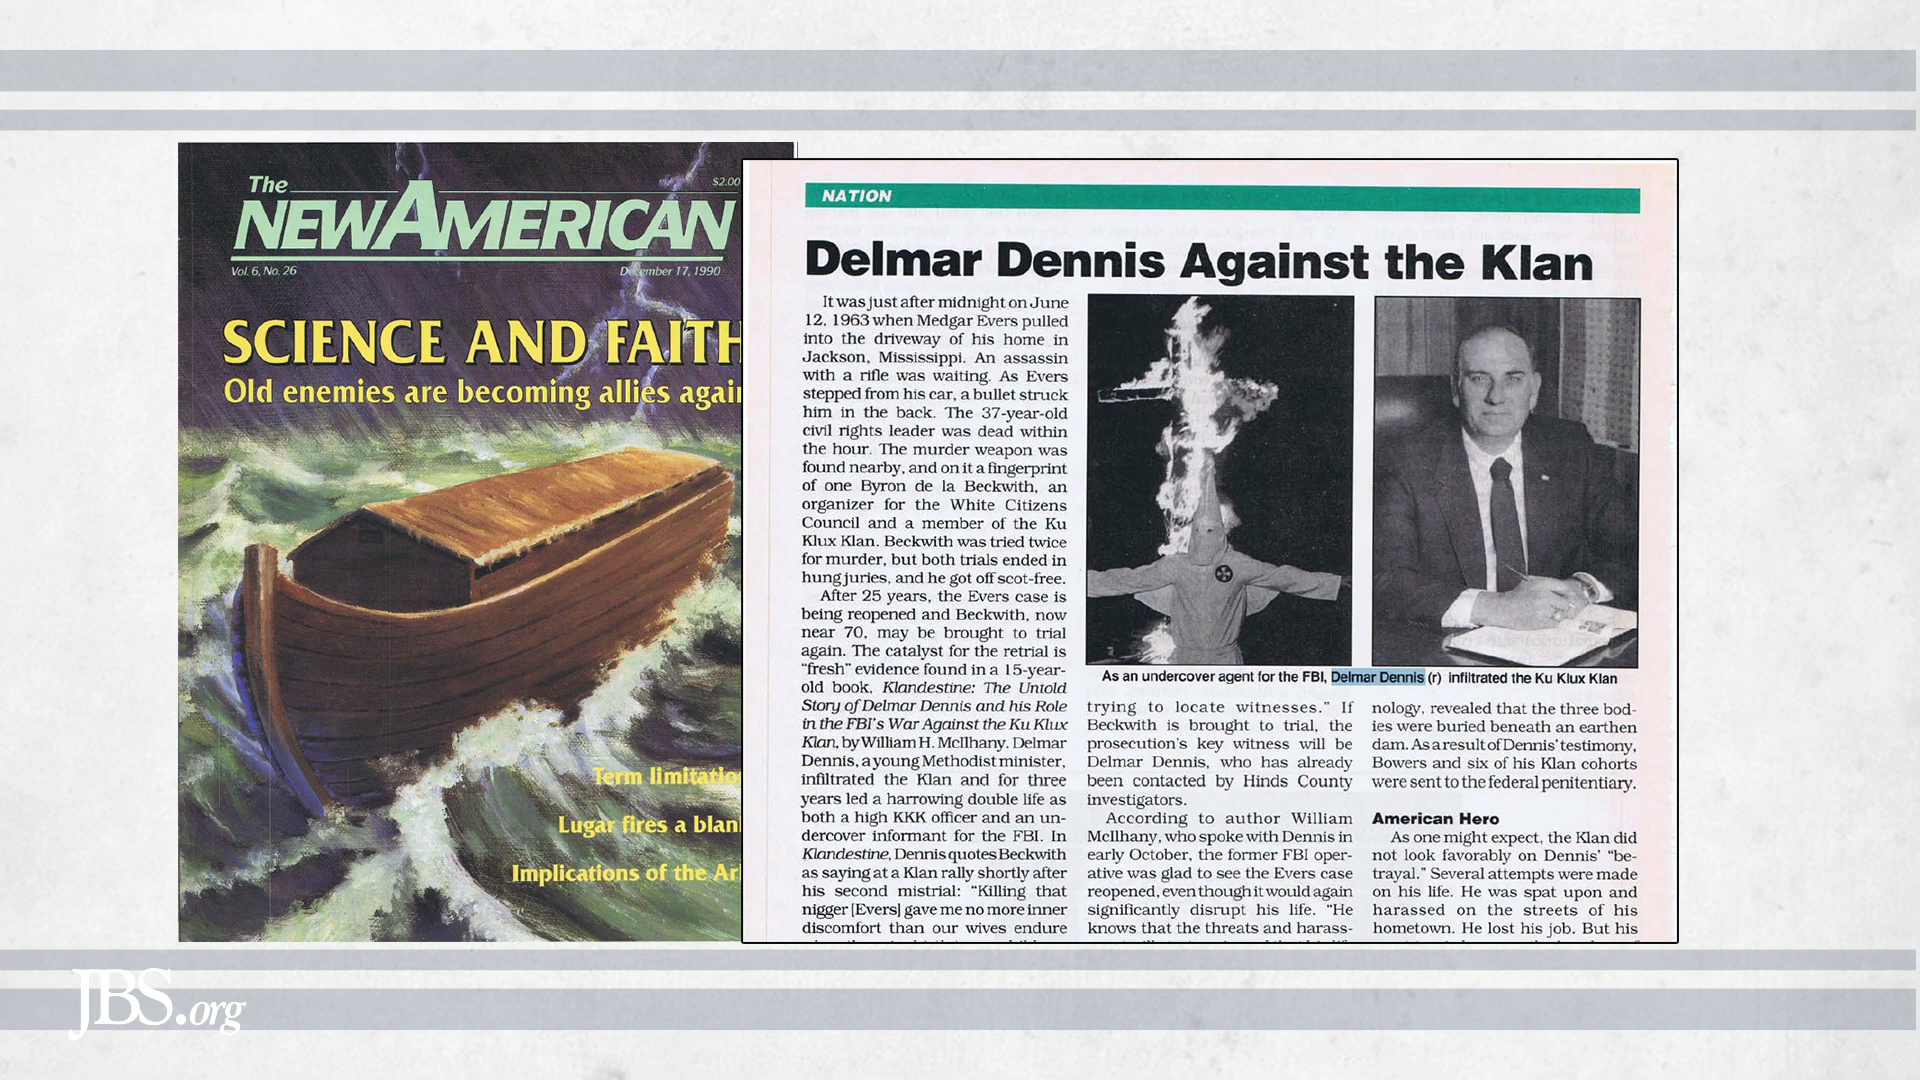 The
NEW AMERICAN
$2.00
Vol. 6, No. 26
December 17, 1990
SCIENCE AND FAITH
Old enemies are becoming allies again
Term limitatio
Lugar fires a blan
Implications of the Ar
NATION
Delmar Dennis Against the Klan
It was just after midnight on June
12, 1963 when Medgar Evers pulled
into the driveway of his home in
Jackson, Mississippi. An assassin
with a rifle was waiting. As Evers
stepped from his car, a bullet struck
him in the back. The 37-year-old
civil rights leader was dead within
the hour. The murder weapon was
found nearby, and on it a fingerprint
of one Byron de la Beckwith, an
organizer for the White Citizens
Council and a member of the Ku
Klux Klan. Beckwith was tried twice
for murder, but both trials ended in
hung juries, and he got off scot-free.
After 25 years, the Evers case is
being reopened and Beckwith, now
near 70, may be brought to trial
again. The catalyst for the retrial is
"fresh" evidence found in a 15-year-
old book, Klandestine: The Untold
Story of Delmar Dennis and his Role
in the FBI's War Against the Ku Klux
Klan, by William H. McIlhany. Delmar
Dennis, a young Methodist minister,
infiltrated the Klan and for three
years led a harrowing double life as
both a high KKK officer and an un-
dercover informant for the FBI. In
Klandestine, Dennis quotes Beckwith
as saying at a Klan rally shortly after
his second mistrial: "Killing that
nigger [Evers] gave me no more inner
discomfort than our wives endure
As an undercover agent for the FBI, Delmar Dennis (r) infiltrated the Ku Klux Klan
trying to locate witnesses." If
Beckwith is brought to trial, the
prosecution's key witness will be
Delmar Dennis, who has already
been contacted by Hinds County
investigators.
According to author William
McIlhany, who spoke with Dennis in
early October, the former FBI oper-
ative was glad to see the Evers case
reopened, even though it would again
significantly disrupt his life. "He
knows that the threats and harass-
nology, revealed that the three bod-
ies were buried beneath an earthen
dam. As a result of Dennis' testimony,
Bowers and six of his Klan cohorts
were sent to the federal penitentiary.
American Hero
As one might expect, the Klan did
not look favorably on Dennis' "be-
trayal." Several attempts were made
on his life. He was spat upon and
harassed on the streets of his
hometown. He lost his job. But his
JBS.org